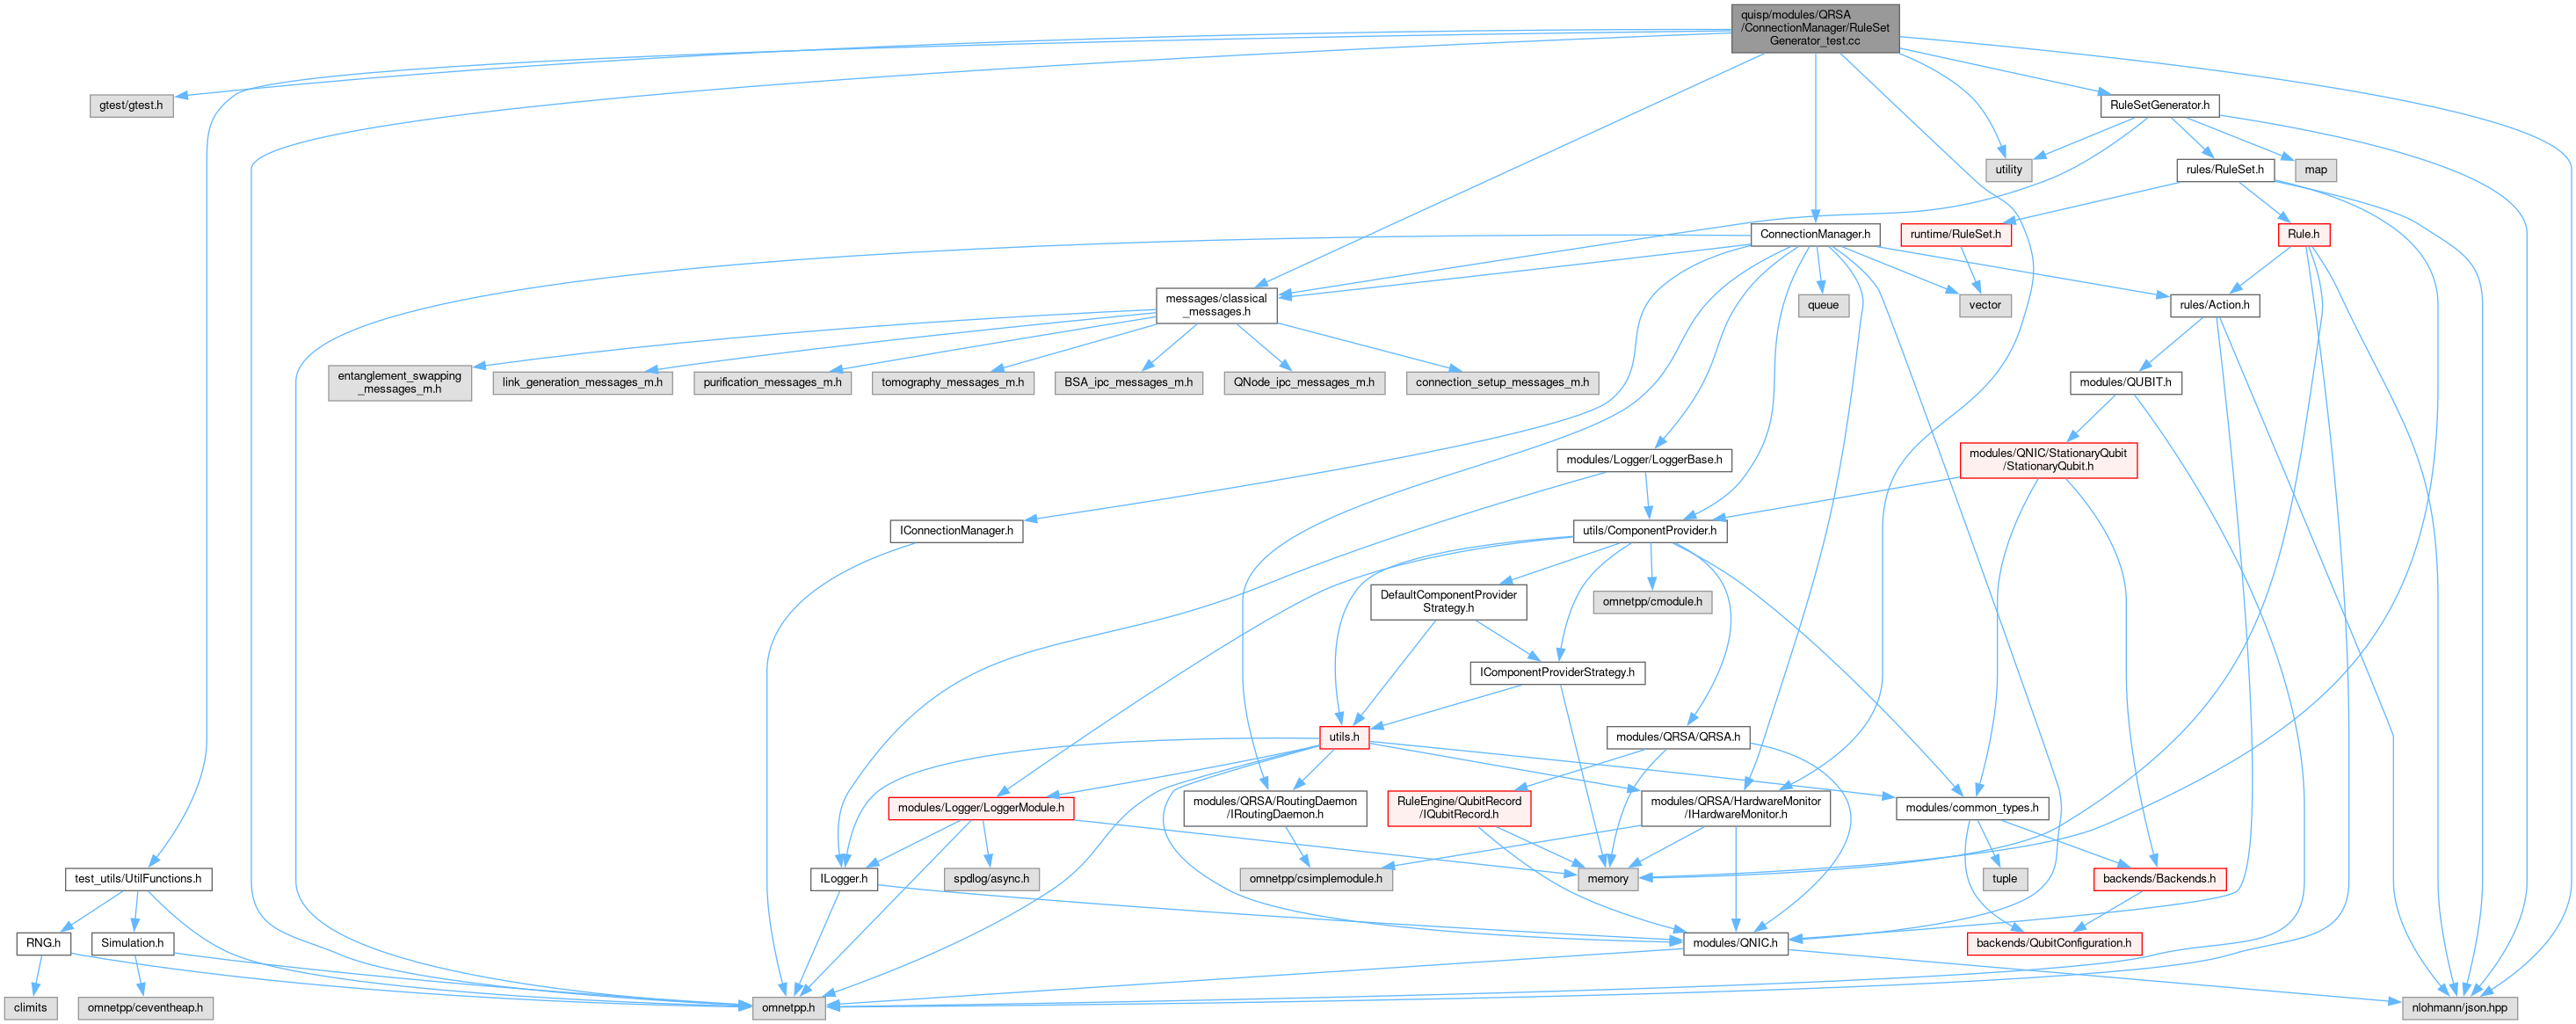 quisp/modules/QRSA
/ConnectionManager/RuleSet
Generator_test.cc
gtest/gtest.h
RuleSetGenerator.h
utility
rules/RuleSet.h
map
ConnectionManager.h
runtime/RuleSet.h
Rule.h
messages/classical
_messages.h
queue
vector
rules/Action.h
entanglement_swapping
_messages_m.h
link_generation_messages_m.h
purification_messages_m.h
tomography_messages_m.h
BSA_ipc_messages_m.h
QNode_ipc_messages_m.h
connection_setup_messages_m.h
modules/QUBIT.h
modules/Logger/LoggerBase.h
modules/QNIC/StationaryQubit
/StationaryQubit.h
IConnectionManager.h
utils/ComponentProvider.h
DefaultComponentProvider
Strategy.h
omnetpp/cmodule.h
IComponentProviderStrategy.h
utils.h
modules/QRSA/QRSA.h
modules/Logger/LoggerModule.h
modules/QRSA/RoutingDaemon
/IRoutingDaemon.h
RuleEngine/QubitRecord
/IQubitRecord.h
modules/QRSA/HardwareMonitor
/IHardwareMonitor.h
modules/common_types.h
test_utils/UtilFunctions.h
ILogger.h
spdlog/async.h
omnetpp/csimplemodule.h
memory
tuple
backends/Backends.h
RNG.h
Simulation.h
modules/QNIC.h
backends/QubitConfiguration.h
climits
omnetpp/ceventheap.h
omnetpp.h
nlohmann/json.hpp